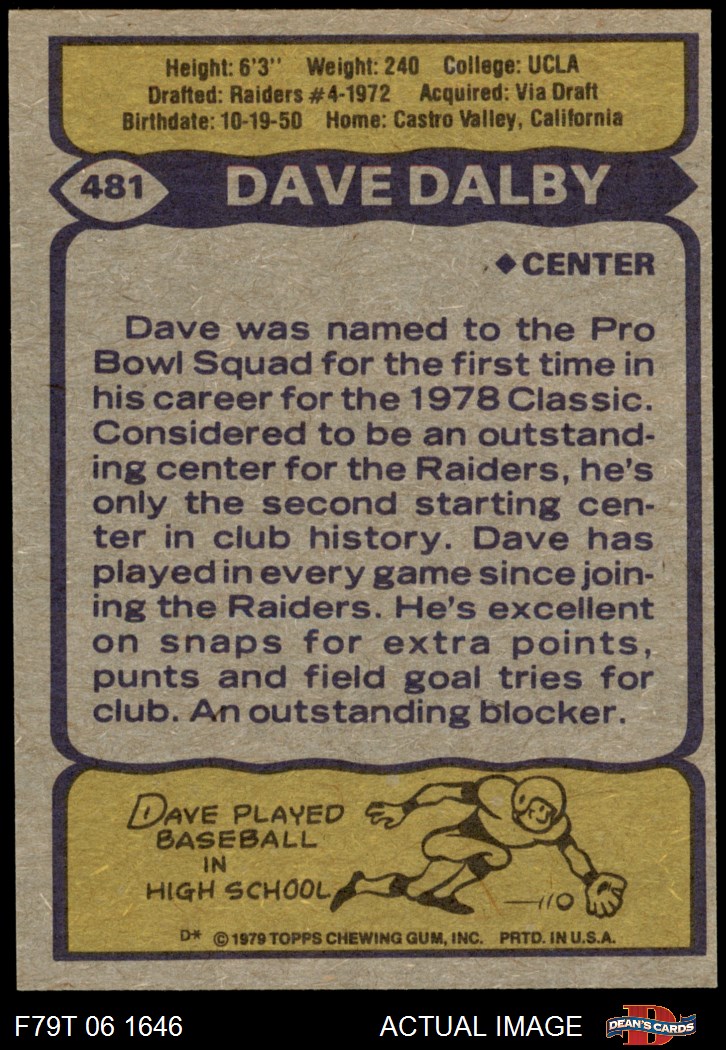 Height: 6'3'' Weight: 240 College: UCLA
Drafted: Raiders #4-1972 Acquired: Via Draft
Birthdate: 10-19-50 Home: Castro Valley, California
481 DAVE DALBY
◆CENTER
Dave was named to the Pro
Bowl Squad for the first time in
his career for the 1978 Classic.
Considered to be an outstand-
ing center for the Raiders, he's
only the second starting cen-
ter in club history. Dave has
played in every game since join-
ing the Raiders. He's excellent
on snaps for extra points,
punts and field goal tries for
club. An outstanding blocker.
DAVE PLAYED
BASEBALL
IN
HIGH SCHOOL
D* © 1979 TOPPS CHEWING GUM, INC. PRTD. IN U.S.A.
F79T 06 1646 ACTUAL IMAGE D DEAN'S CARDS